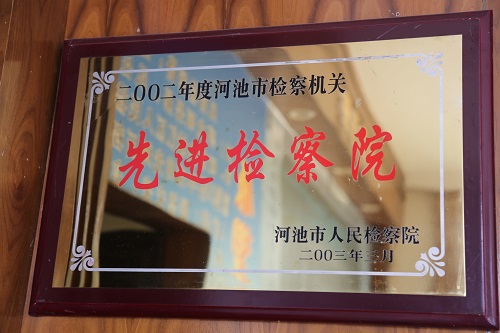 二〇〇二年度河池市检察机关
先进检察院
河池市人民检察院
二〇〇三年三月